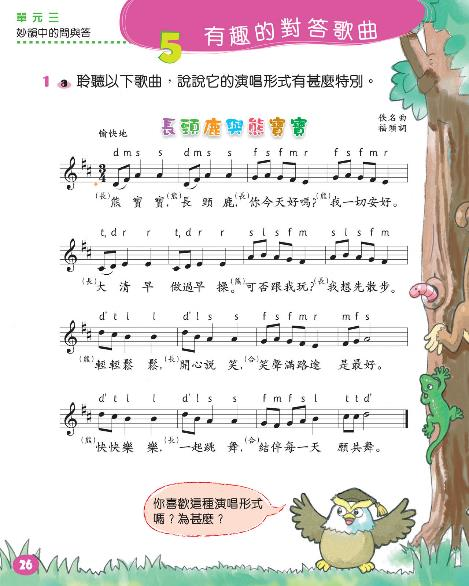 單元三
妙韻中的問與答
5 有趣的對答歌曲
1 a 聆聽以下歌曲,說說它的演唱形式有甚麼特別。
佚名曲
長頸鹿與熊寶寶
愉快地
d m s s d m s s f s f m r f s f m r
3 4
(長)熊寶寶,(熊)長頸鹿,(長)你今天好嗎?(熊)我一切安好。
t, d r r t, d r r s l s f m s l s f m
(長)大清早 做過早操。(熊)可否跟我玩?(長)我想先散步。
d' t l l d' l s s s f m f s m f s
(熊)輕輕鬆鬆,(長)開心說笑,(合)笑聲滿路途 是最好。
d' t l l d' l s s f m f s l t t d'
(熊)快快樂樂,(長)一起跳舞,(合)結伴每一天 願共舞。
你喜歡這種演唱形式
嗎?為甚麼?
26